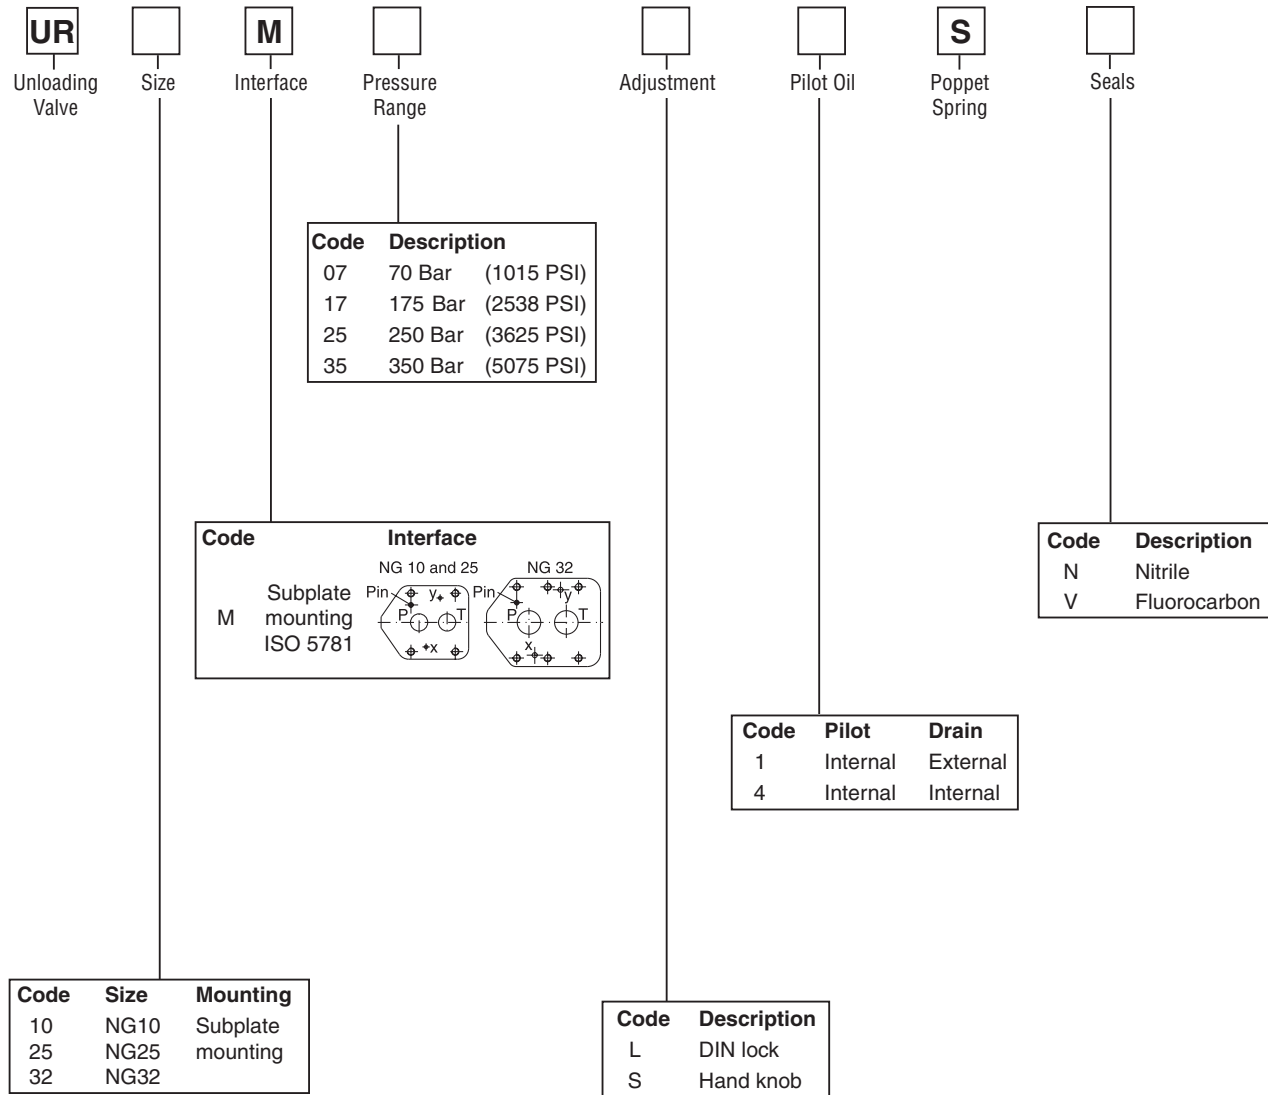 UR M S
Unloading Valve Size Interface Pressure Range Adjustment Pilot Oil Poppet Spring Seals
Code Description
07 70 Bar (1015 PSI)
17 175 Bar (2538 PSI)
25 250 Bar (3625 PSI)
35 350 Bar (5075 PSI)
Code Interface
NG 10 and 25 NG 32
M Subplate mounting ISO 5781
Pin y P T x
Pin y P T x
Code Description
N Nitrile
V Fluorocarbon
Code Pilot Drain
1 Internal External
4 Internal Internal
Code Size Mounting
10 NG10 Subplate
25 NG25 mounting
32 NG32
Code Description
L DIN lock
S Hand knob